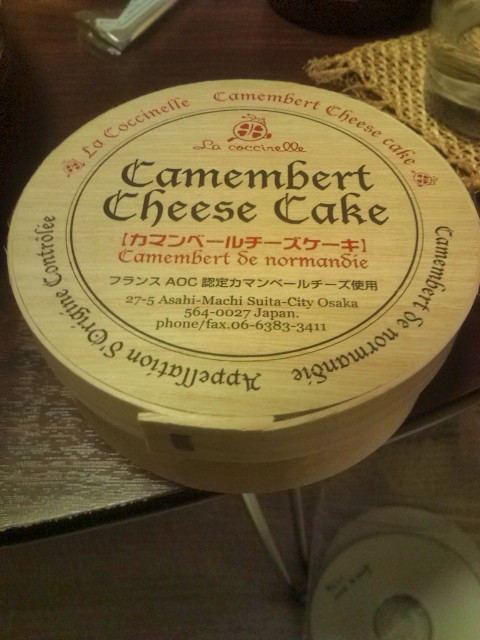 La Coccinelle Camembert Cheese cake
La coccinelle
Camembert
Cheese Cake
【カマンベールチーズケーキ】
Camembert de normandie
フランス AOC 認定カマンベールチーズ使用
27-5 Asahi-Machi Suita-City Osaka
564-0027 Japan.
phone/fax.06-6383-3411
Camembert de normandie
Appellation d'Origine Contrôlée